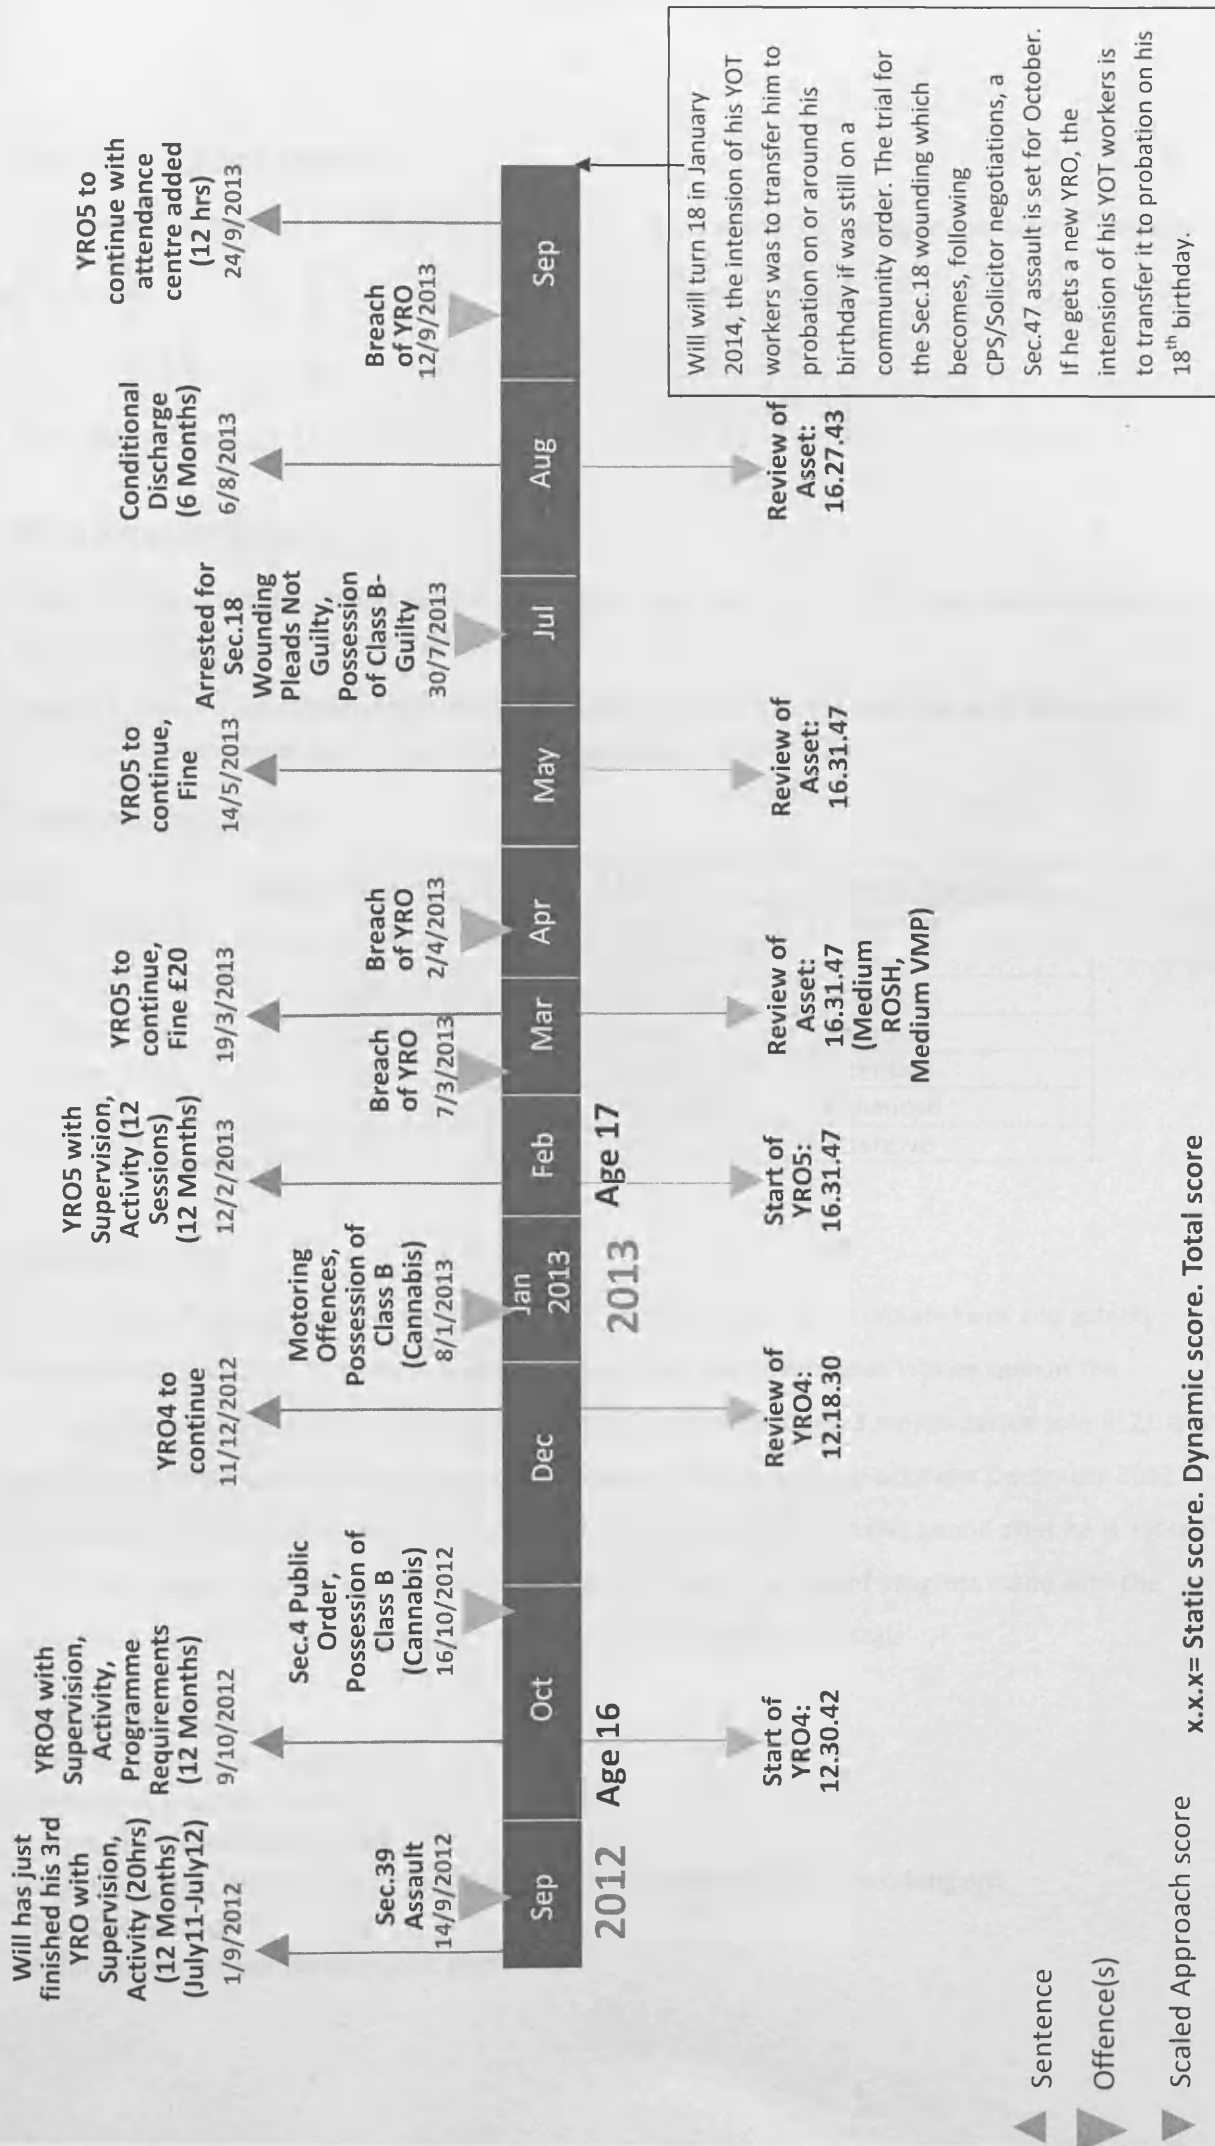 Will has just
finished his 3rd
YRO with
Supervision,
Activity (20hrs)
(12 Months)
(July11-July12)
1/9/2012
YRO4 with
Supervision,
Activity,
Programme
Requirements
(12 Months)
9/10/2012
YRO4 to
continue
11/12/2012
YRO5 with
Supervision,
Activity (12
Sessions)
(12 Months)
12/2/2013
YRO5 to
continue,
Fine £20
19/3/2013
YRO5 to
continue,
Fine
14/5/2013
Conditional
Discharge
(6 Months)
6/8/2013
YRO5 to
continue with
attendance
centre added
(12 hrs)
24/9/2013
Sec.39
Assault
14/9/2012
Sec.4 Public
Order,
Possession of
Class B
(Cannabis)
16/10/2012
Motoring
Offences,
Possession of
Class B
(Cannabis)
8/1/2013
Breach
of YRO
7/3/2013
Breach
of YRO
2/4/2013
Arrested for
Sec.18
Wounding
Pleads Not
Guilty,
Possession
of Class B-
Guilty
30/7/2013
Breach
of YRO
12/9/2013
Sep
Oct
Dec
Jan
2013
Feb
Mar
Apr
May
Jul
Aug
Sep
2012
Age 16
2013
Age 17
Start of
YRO4:
12.30.42
Review of
YRO4:
12.18.30
Start of
YRO5:
16.31.47
Review of
Asset:
16.31.47
(Medium
ROSH,
Medium VMP)
Review of
Asset:
16.31.47
Review of
Asset:
16.27.43
Will will turn 18 in January
2014, the intension of his YOT
workers was to transfer him to
probation on or around his
birthday if was still on a
community order. The trial for
the Sec.18 wounding which
becomes, following
CPS/Solicitor negotiations, a
Sec.47 assault is set for October.
If he gets a new YRO, the
intension of his YOT workers is
to transfer it to probation on his
18th birthday.
Sentence
Offence(s)
Scaled Approach score
x.x.x= Static score. Dynamic score. Total score